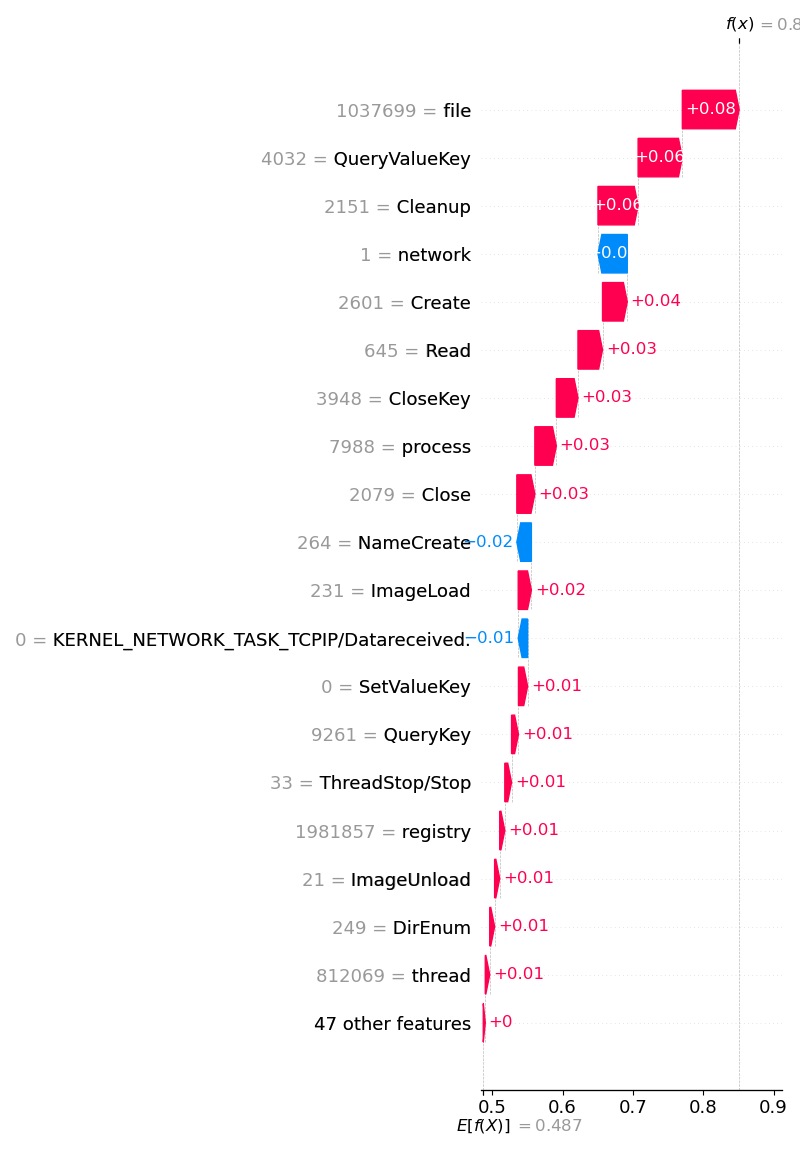 f(x) = 0.8
1037699 = file +0.08
4032 = QueryValueKey +0.06
2151 = Cleanup +0.06
1 = network −0.0
2601 = Create +0.04
645 = Read +0.03
3948 = CloseKey +0.03
7988 = process +0.03
2079 = Close +0.03
264 = NameCreate −0.02
231 = ImageLoad +0.02
0 = KERNEL_NETWORK_TASK_TCPIP/Datareceived. −0.01
0 = SetValueKey +0.01
9261 = QueryKey +0.01
33 = ThreadStop/Stop +0.01
1981857 = registry +0.01
21 = ImageUnload +0.01
249 = DirEnum +0.01
812069 = thread +0.01
47 other features +0
0.5 0.6 0.7 0.8 0.9
E[f(X)] = 0.487